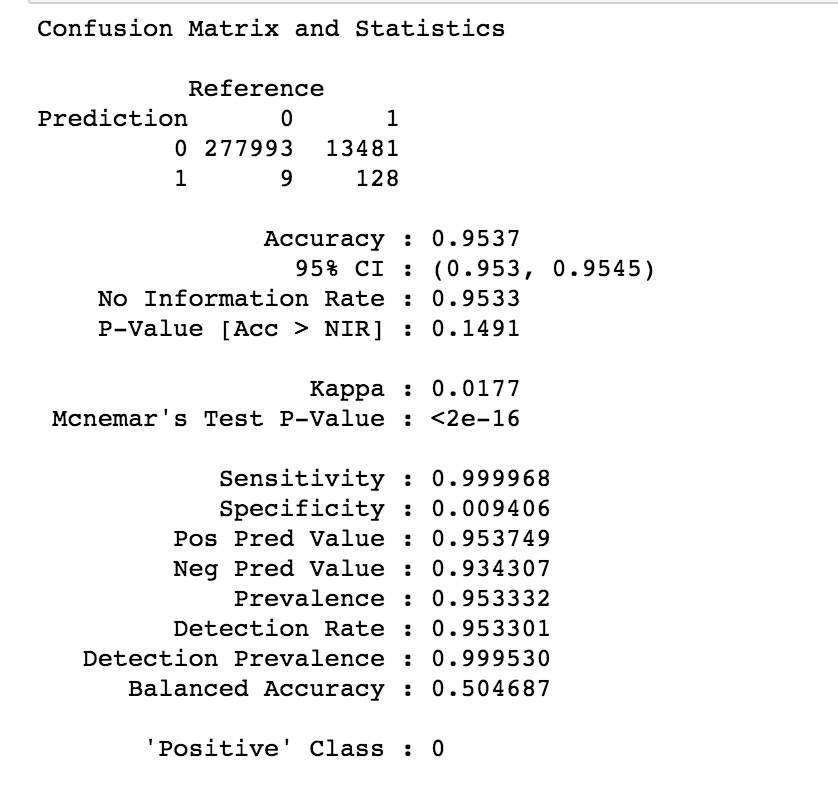 Confusion Matrix and Statistics
Reference
Prediction 0 1
0 277993 13481
1 9 128
Accuracy : 0.9537
95% CI : (0.953, 0.9545)
No Information Rate : 0.9533
P-Value [Acc > NIR] : 0.1491
Kappa : 0.0177
Mcnemar's Test P-Value : <2e-16
Sensitivity : 0.999968
Specificity : 0.009406
Pos Pred Value : 0.953749
Neg Pred Value : 0.934307
Prevalence : 0.953332
Detection Rate : 0.953301
Detection Prevalence : 0.999530
Balanced Accuracy : 0.504687
'Positive' Class : 0